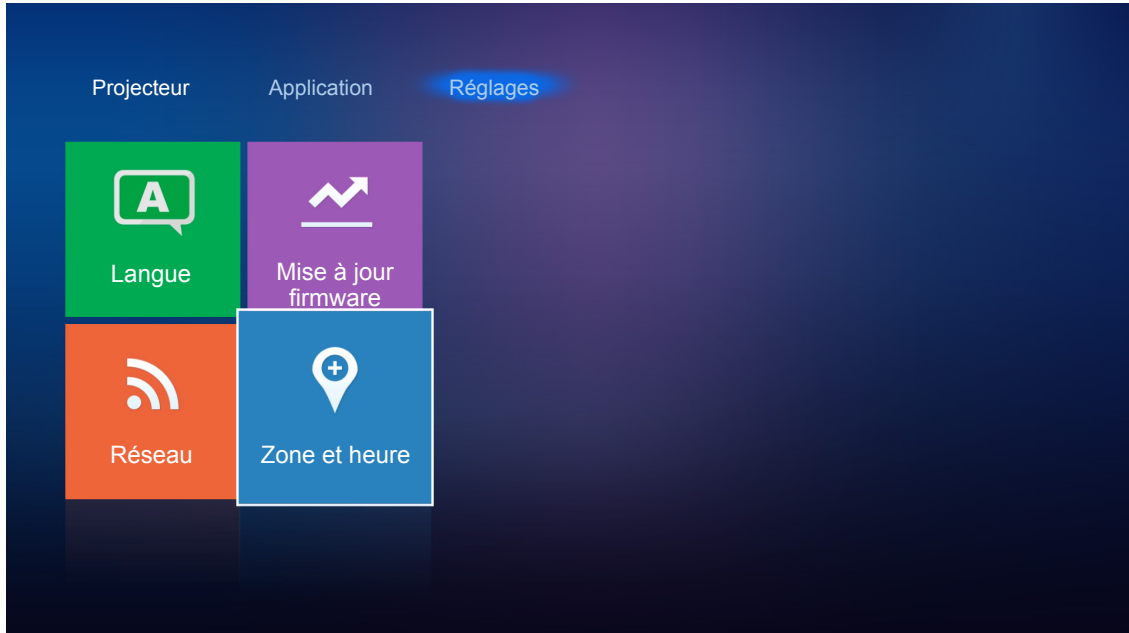 Projecteur Application Réglages
A
Langue
Mise à jour
firmware
Réseau
Zone et heure